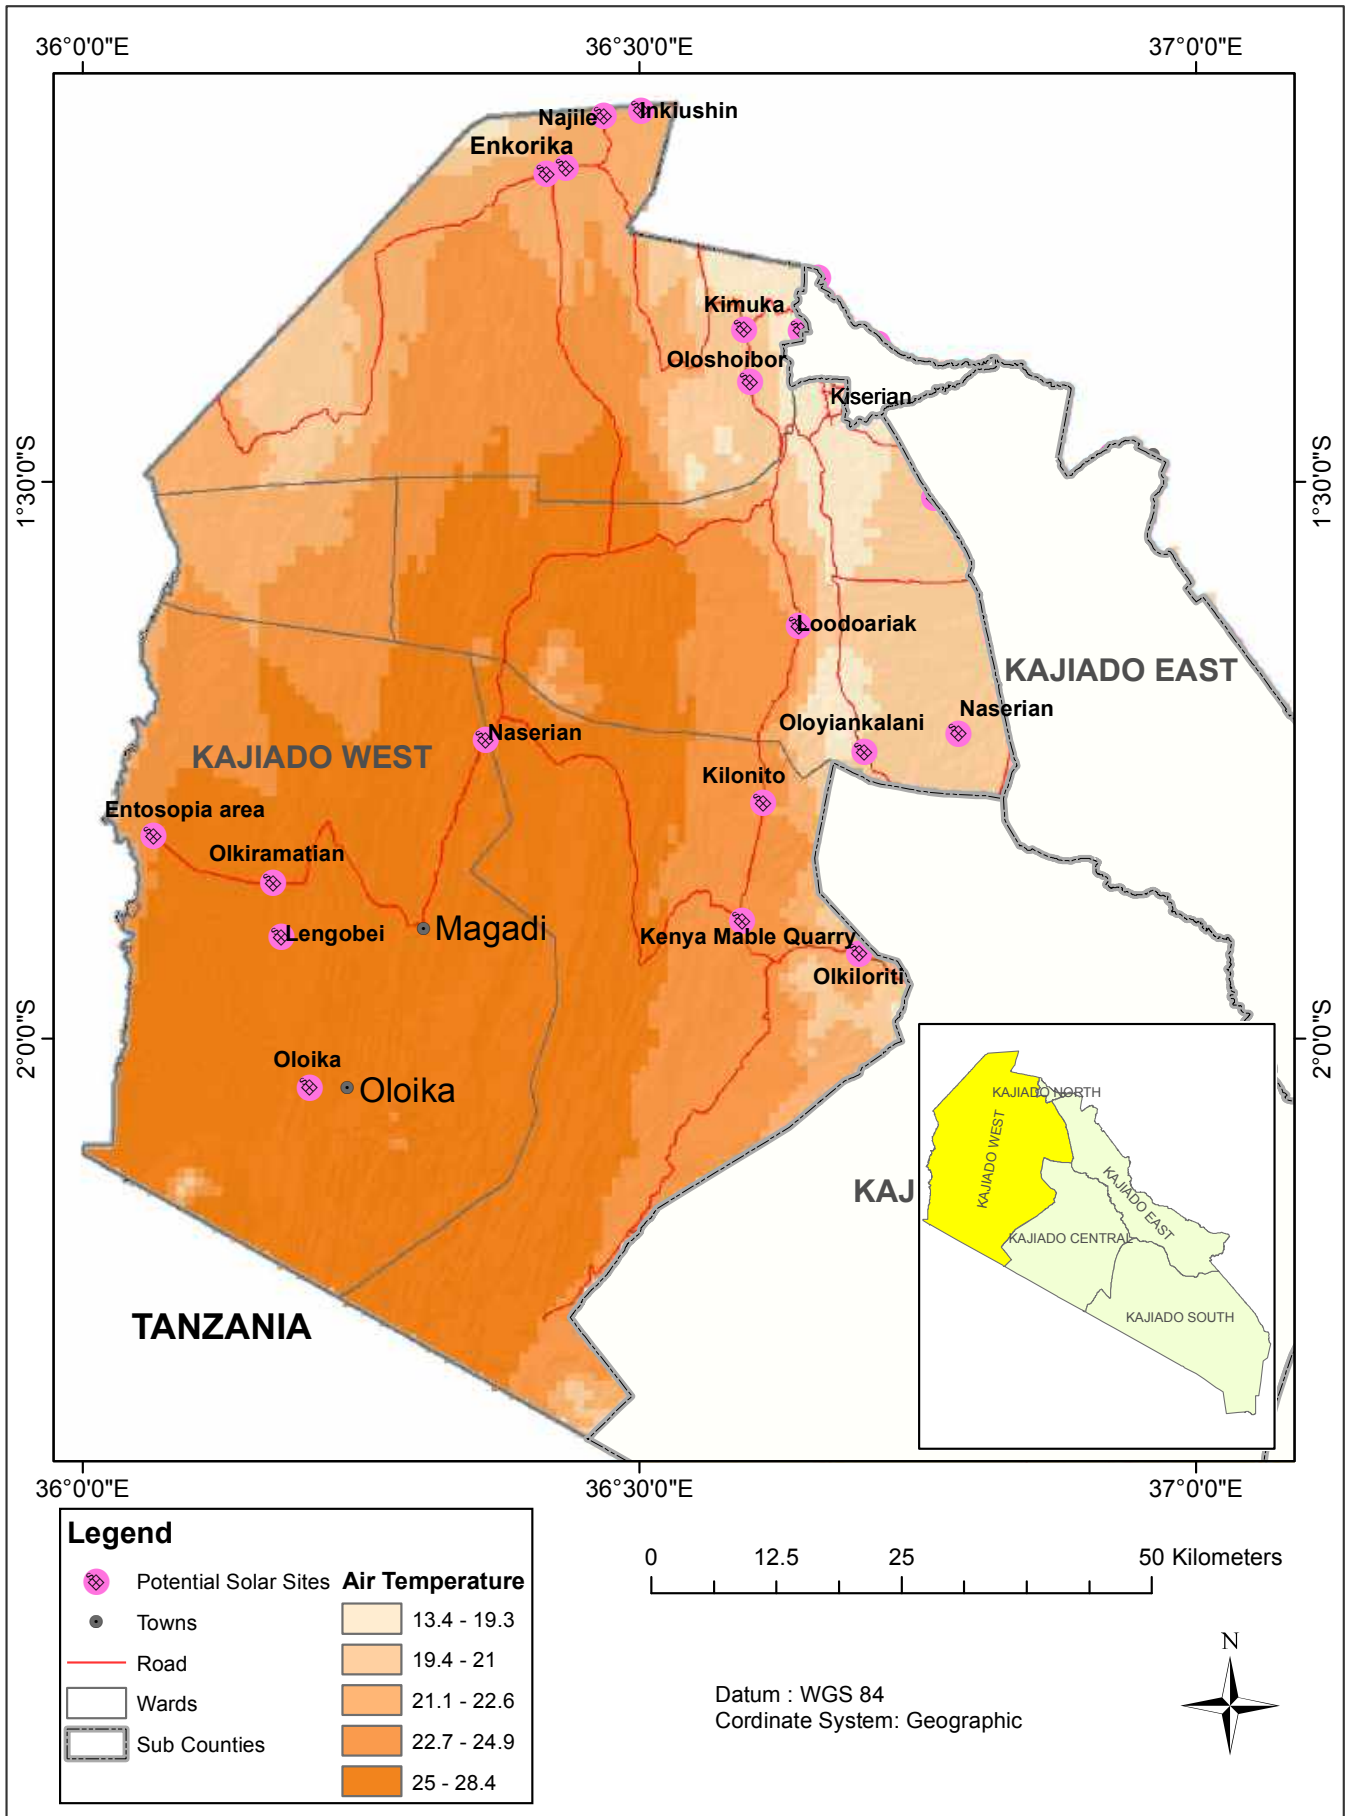 36°0'0"E
36°30'0"E
37°0'0"E
Najile
Inkiushin
Enkorika
Kimuka
Oloshoibor
Kiserian
1°30'0"S
1°30'0"S
Loodoariak
KAJIADO EAST
Naserian
Oloyiankalani
Naserian
KAJIADO WEST
Kilonito
Entosopia area
Olkiramatian
Magadi
Lengobei
Kenya Mable Quarry
Olkiloriti
2°0'0"S
2°0'0"S
Oloika
Oloika
KAJ
TANZANIA
KAJIADO NORTH
KAJIADO WEST
KAJIADO EAST
KAJIADO CENTRAL
KAJIADO SOUTH
36°0'0"E
36°30'0"E
37°0'0"E
Legend
Potential Solar Sites
Towns
Road
Wards
Sub Counties
Air Temperature
13.4 - 19.3
19.4 - 21
21.1 - 22.6
22.7 - 24.9
25 - 28.4
0 12.5 25 50 Kilometers
N
Datum : WGS 84
Cordinate System: Geographic